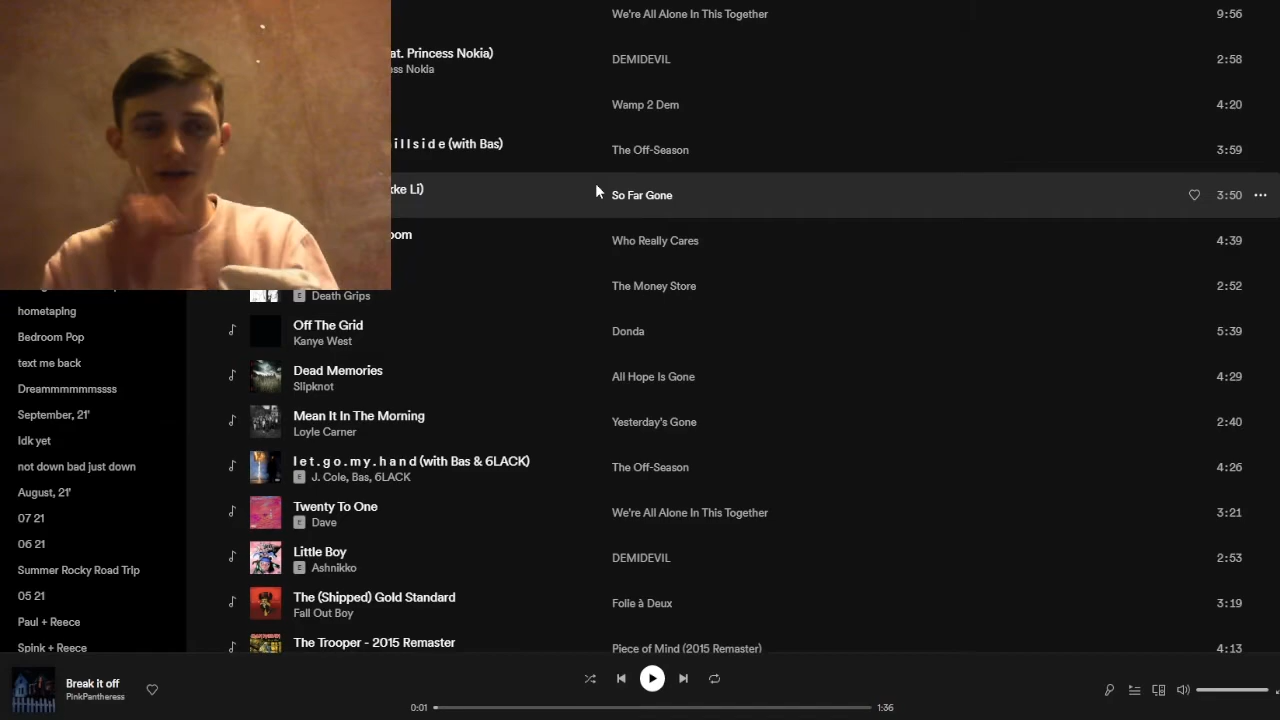 We're All Alone In This Together 9:56
at. Princess Nokia)
ss Nokia
DEMIDEVIL 2:58
Wamp 2 Dem 4:20
i l l s i d e (with Bas)
The Off-Season 3:59
ke Li)
So Far Gone 3:50
oom
Who Really Cares 4:39
E Death Grips
The Money Store 2:52
Off The Grid
Kanye West
Donda 5:39
Dead Memories
Slipknot
All Hope Is Gone 4:29
Mean It In The Morning
Loyle Carner
Yesterday's Gone 2:40
l e t . g o . m y . h a n d (with Bas & 6LACK)
E J. Cole, Bas, 6LACK
The Off-Season 4:26
Twenty To One
E Dave
We're All Alone In This Together 3:21
Little Boy
E Ashnikko
DEMIDEVIL 2:53
The (Shipped) Gold Standard
Fall Out Boy
Folie à Deux 3:19
The Trooper - 2015 Remaster
Piece of Mind (2015 Remaster) 4:13
hometaping
Bedroom Pop
text me back
Dreammmmmmssss
September, 21'
Idk yet
not down bad just down
August, 21'
07 21
06 21
Summer Rocky Road Trip
05 21
Paul + Reece
Spink + Reece
Break it off
PinkPantheress
0:01 1:36